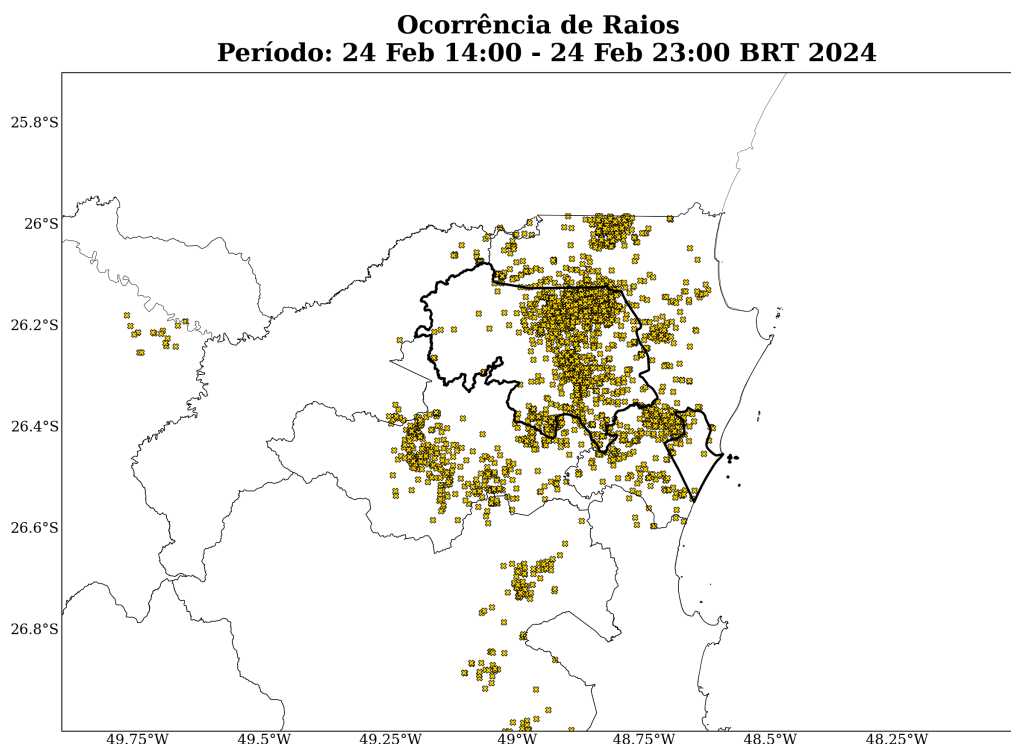 Ocorrência de Raios
Período: 24 Feb 14:00 - 24 Feb 23:00 BRT 2024
25.8°S
26°S
26.2°S
26.4°S
26.6°S
26.8°S
49.75°W 49.5°W 49.25°W 49°W 48.75°W 48.5°W 48.25°W